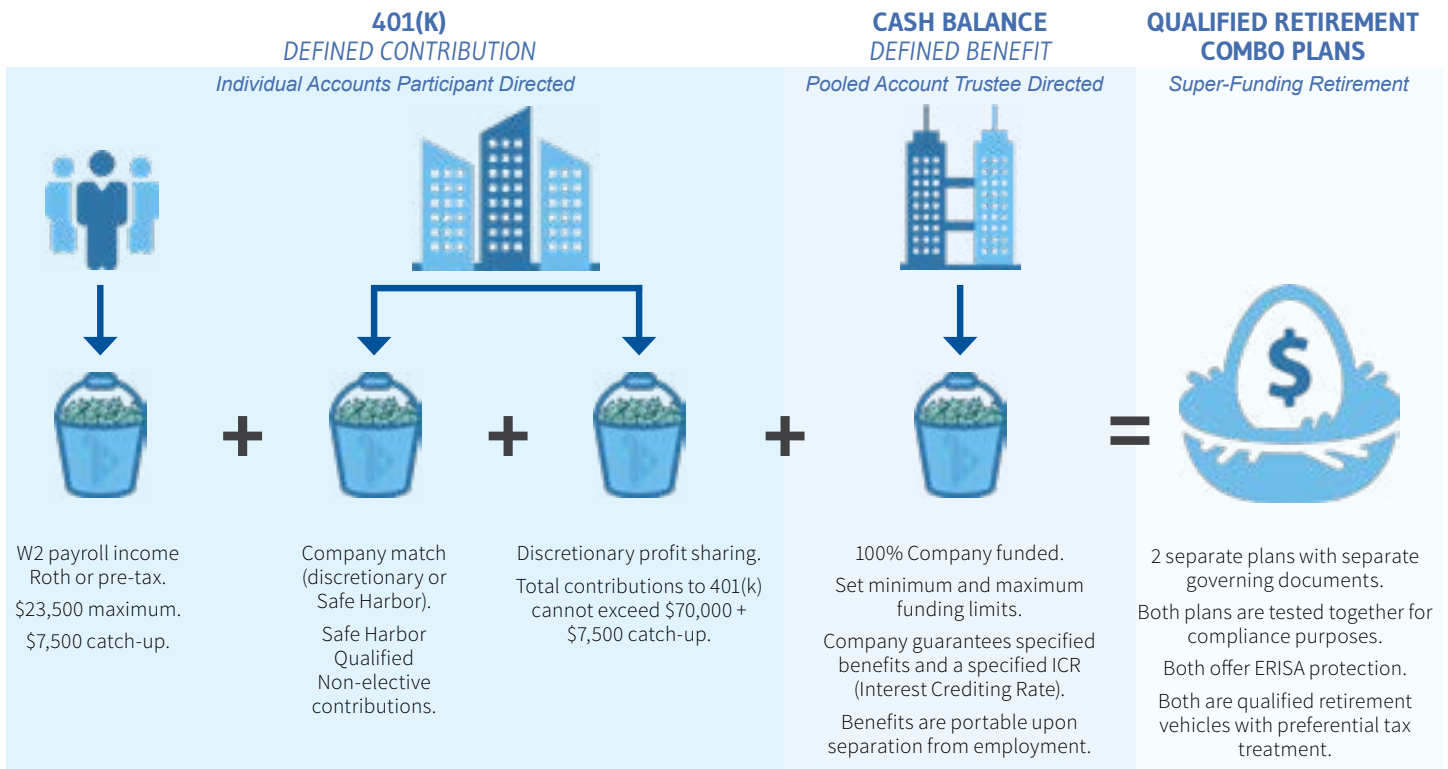 401(K)
DEFINED CONTRIBUTION
Individual Accounts Participant Directed
CASH BALANCE
DEFINED BENEFIT
Pooled Account Trustee Directed
QUALIFIED RETIREMENT
COMBO PLANS
Super-Funding Retirement
+
+
+
=
$
W2 payroll income
Roth or pre-tax.
$23,500 maximum.
$7,500 catch-up.
Company match
(discretionary or
Safe Harbor).
Safe Harbor
Qualified
Non-elective
contributions.
Discretionary profit sharing.
Total contributions to 401(k)
cannot exceed $70,000 +
$7,500 catch-up.
100% Company funded.
Set minimum and maximum
funding limits.
Company guarantees specified
benefits and a specified ICR
(Interest Crediting Rate).
Benefits are portable upon
separation from employment.
2 separate plans with separate
governing documents.
Both plans are tested together for
compliance purposes.
Both offer ERISA protection.
Both are qualified retirement
vehicles with preferential tax
treatment.